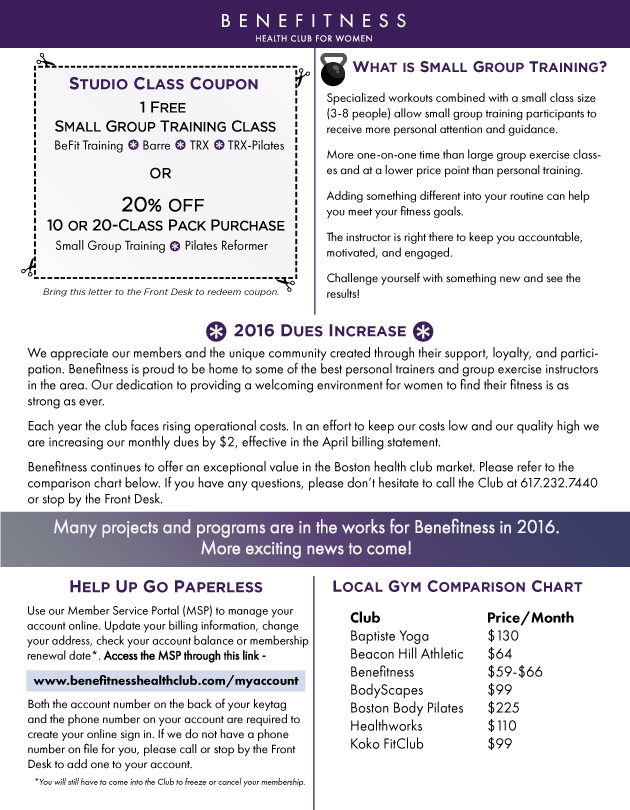 BENEFITNESS
HEALTH CLUB FOR WOMEN
STUDIO CLASS COUPON
1 FREE
SMALL GROUP TRAINING CLASS
BeFit Training * Barre * TRX * TRX-Pilates
OR
20% OFF
10 OR 20-CLASS PACK PURCHASE
Small Group Training * Pilates Reformer
Bring this letter to the Front Desk to redeem coupon.
WHAT IS SMALL GROUP TRAINING?
Specialized workouts combined with a small class size
(3-8 people) allow small group training participants to
receive more personal attention and guidance.
More one-on-one time than large group exercise class-
es and at a lower price point than personal training.
Adding something different into your routine can help
you meet your fitness goals.
The instructor is right there to keep you accountable,
motivated, and engaged.
Challenge yourself with something new and see the
results!
* 2016 DUES INCREASE *
We appreciate our members and the unique community created through their support, loyalty, and partici-
pation. Benefitness is proud to be home to some of the best personal trainers and group exercise instructors
in the area. Our dedication to providing a welcoming environment for women to find their fitness is as
strong as ever.
Each year the club faces rising operational costs. In an effort to keep our costs low and our quality high we
are increasing our monthly dues by $2, effective in the April billing statement.
Benefitness continues to offer an exceptional value in the Boston health club market. Please refer to the
comparison chart below. If you have any questions, please don't hesitate to call the Club at 617.232.7440
or stop by the Front Desk.
Many projects and programs are in the works for Benefitness in 2016.
More exciting news to come!
HELP UP GO PAPERLESS
Use our Member Service Portal (MSP) to manage your
account online. Update your billing information, change
your address, check your account balance or membership
renewal date*. Access the MSP through this link -
www.benefitnesshealthclub.com/myaccount
Both the account number on the back of your keytag
and the phone number on your account are required to
create your online sign in. If we do not have a phone
number on file for you, please call or stop by the Front
Desk to add one to your account.
*You will still have to come into the Club to freeze or cancel your membership.
LOCAL GYM COMPARISON CHART
Club Price/Month
Baptiste Yoga $130
Beacon Hill Athletic $64
Benefitness $59-$66
BodyScapes $99
Boston Body Pilates $225
Healthworks $110
Koko FitClub $99